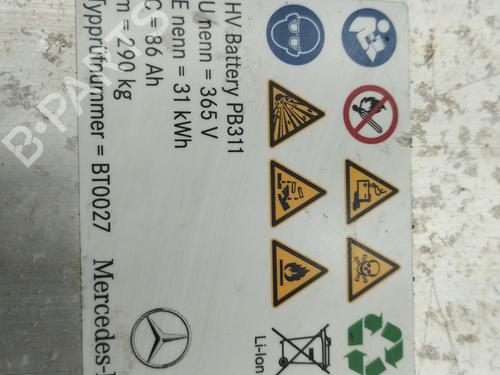 HV Battery PB311
U nenn = 365 V
E nenn = 31 kWh
C = 86 Ah
m = 290 kg
Typprüfnummer = BT0027
Mercedes-
Li-Ion
B-PARTS